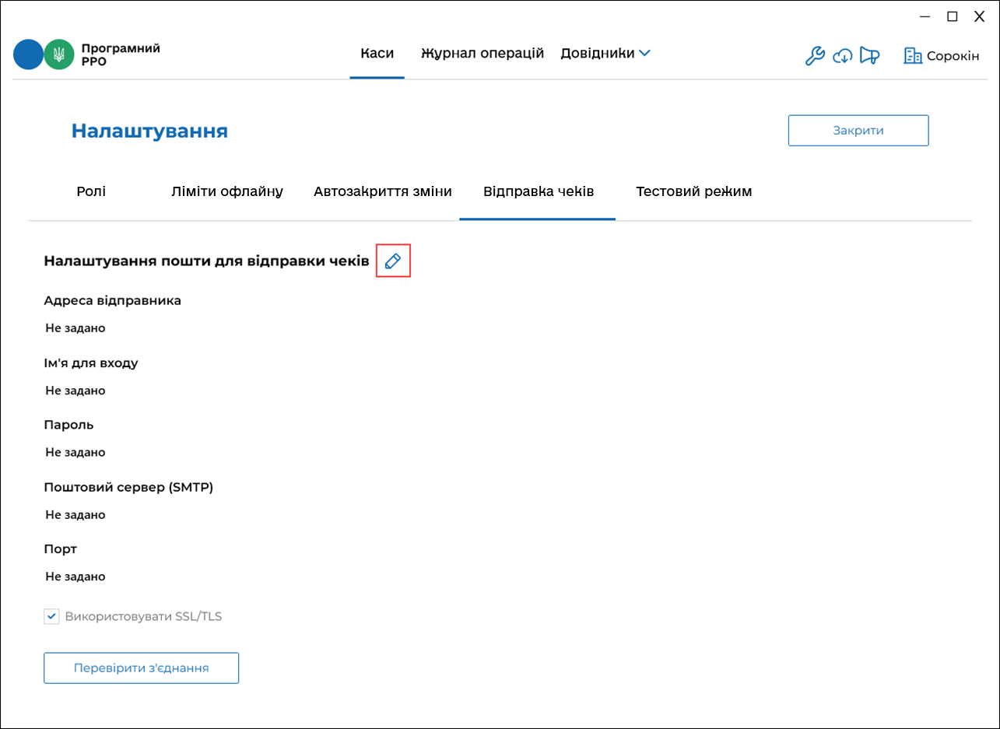 Програмний
РРО
Каси
Журнал операцій
Довідники
Сорокін
Налаштування
Закрити
Ролі
Ліміти офлайну
Автозакриття зміни
Відправка чеків
Тестовий режим
Налаштування пошти для відправки чеків
Адреса відправника
Не задано
Ім'я для входу
Не задано
Пароль
Не задано
Поштовий сервер (SMTP)
Не задано
Порт
Не задано
Використовувати SSL/TLS
Перевірити з'єднання